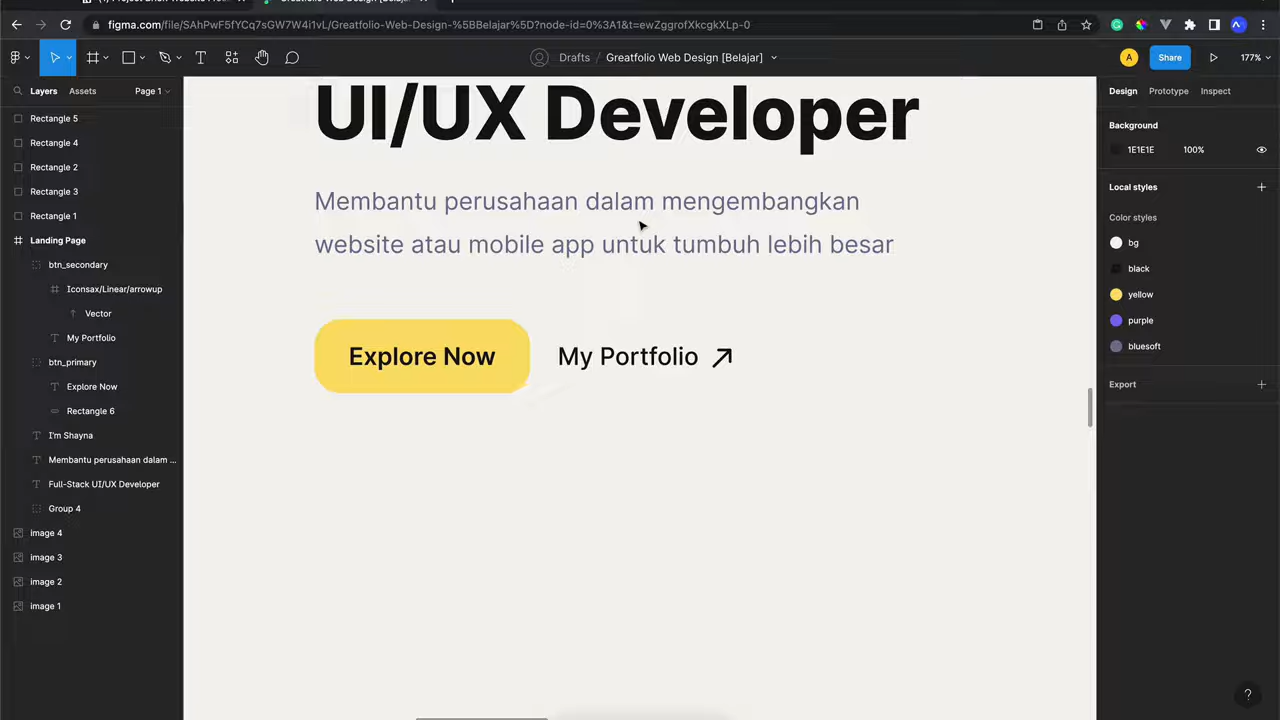 figma.com/file/SAhPwF5fYCq7sGW7W4i1vL/Greatfolio-Web-Design-%5BBelajar%5D?node-id=0%3A1&t=ewZggrofXkcgkXLp-0
Drafts / Greatfolio Web Design [Belajar]
A
Share
177%
Layers
Assets
Page 1
Rectangle 5
Rectangle 4
Rectangle 2
Rectangle 3
Rectangle 1
Landing Page
btn_secondary
Iconsax/Linear/arrowup
Vector
My Portfolio
btn_primary
Explore Now
Rectangle 6
I'm Shayna
Membantu perusahaan dalam ...
Full-Stack UI/UX Developer
Group 4
image 4
image 3
image 2
image 1
UI/UX Developer
Membantu perusahaan dalam mengembangkan
website atau mobile app untuk tumbuh lebih besar
Explore Now
My Portfolio
Design
Prototype
Inspect
Background
1E1E1E
100%
Local styles
Color styles
bg
black
yellow
purple
bluesoft
Export
?